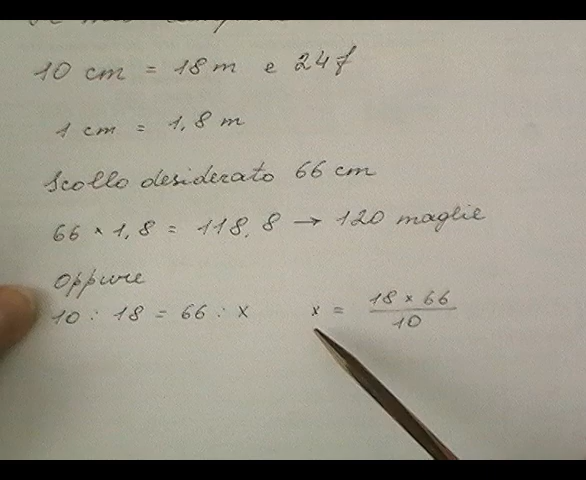 10 cm = 18 m e 24 f
1 cm = 1,8 m
Scollo desiderato 66 cm
66 × 1,8 = 118,8 → 120 maglie
oppure
10 : 18 = 66 : x x = 18 × 66 / 10